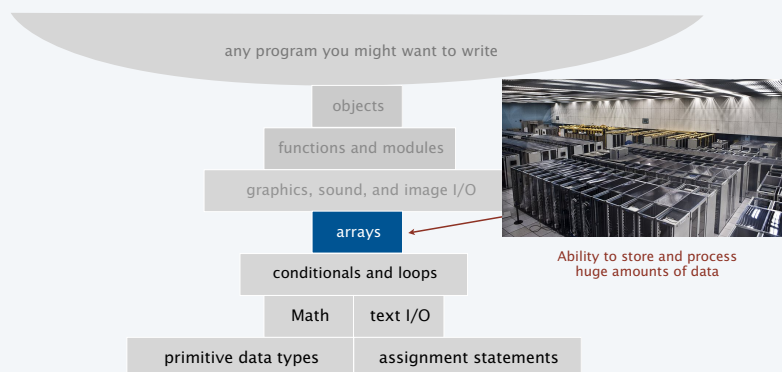 any program you might want to write
objects
functions and modules
graphics, sound, and image I/O
arrays
Ability to store and process
huge amounts of data
conditionals and loops
Math text I/O
primitive data types assignment statements